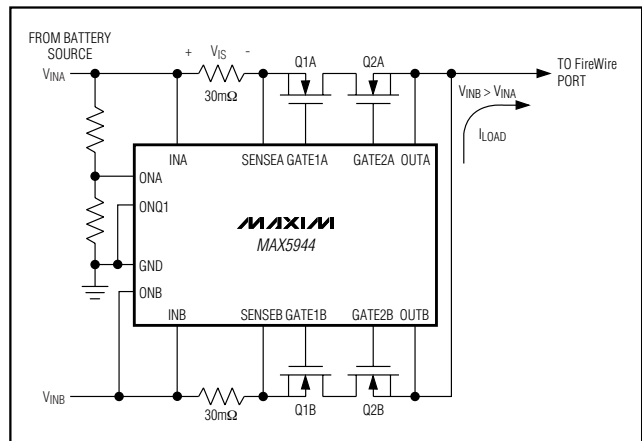 FROM BATTERY
SOURCE
VINA
+ VIS -
30mΩ
Q1A
Q2A
TO FireWire
PORT
VINB > VINA
ILOAD
INA
SENSEA
GATE1A
GATE2A
OUTA
ONA
ONQ1
MAXIM
MAX5944
GND
ONB
INB
SENSEB
GATE1B
GATE2B
OUTB
VINB
30mΩ
Q1B
Q2B